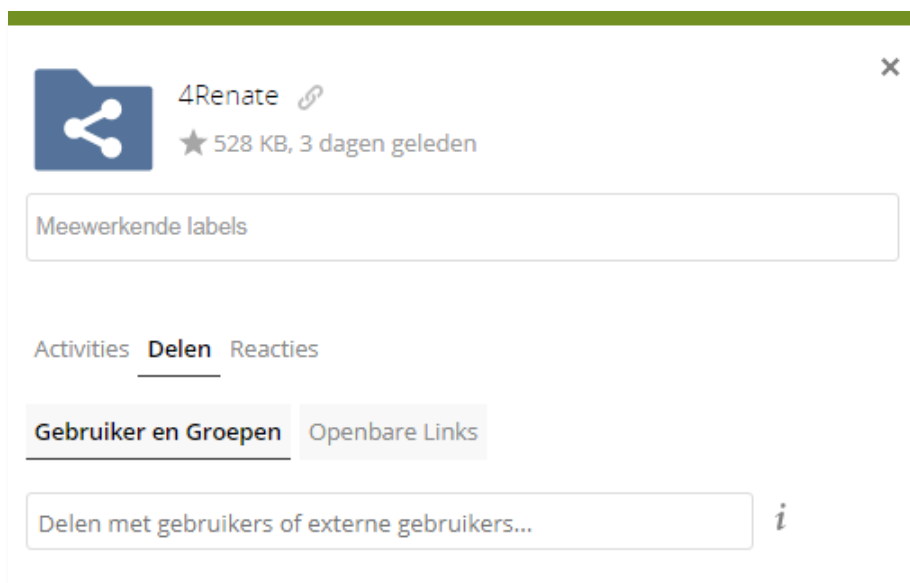 4Renate
528 KB, 3 dagen geleden
Meewerkende labels
Activities Delen Reacties
Gebruiker en Groepen Openbare Links
Delen met gebruikers of externe gebruikers...
i